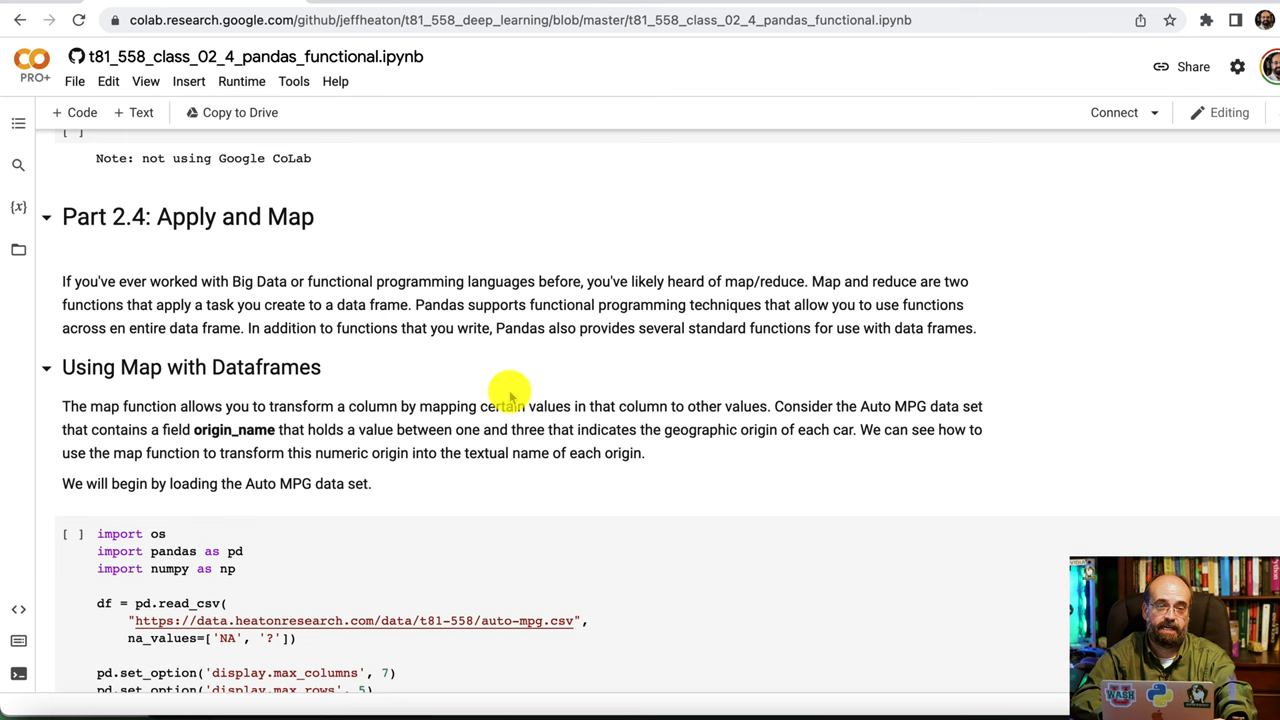 colab.research.google.com/github/jeffheaton/t81_558_deep_learning/blob/master/t81_558_class_02_4_pandas_functional.ipynb
CO
PRO+
t81_558_class_02_4_pandas_functional.ipynb
File Edit View Insert Runtime Tools Help
Share
+ Code + Text Copy to Drive
Connect
Editing
[ ]
Note: not using Google CoLab
{x}
Part 2.4: Apply and Map
If you've ever worked with Big Data or functional programming languages before, you've likely heard of map/reduce. Map and reduce are two
functions that apply a task you create to a data frame. Pandas supports functional programming techniques that allow you to use functions
across en entire data frame. In addition to functions that you write, Pandas also provides several standard functions for use with data frames.
Using Map with Dataframes
The map function allows you to transform a column by mapping certain values in that column to other values. Consider the Auto MPG data set
that contains a field origin_name that holds a value between one and three that indicates the geographic origin of each car. We can see how to
use the map function to transform this numeric origin into the textual name of each origin.
We will begin by loading the Auto MPG data set.
[ ] import os
import pandas as pd
import numpy as np
df = pd.read_csv(
"https://data.heatonresearch.com/data/t81-558/auto-mpg.csv",
na_values=['NA', '?'])
pd.set_option('display.max_columns', 7)
pd.set_option('display.max_rows', 5)
WASH